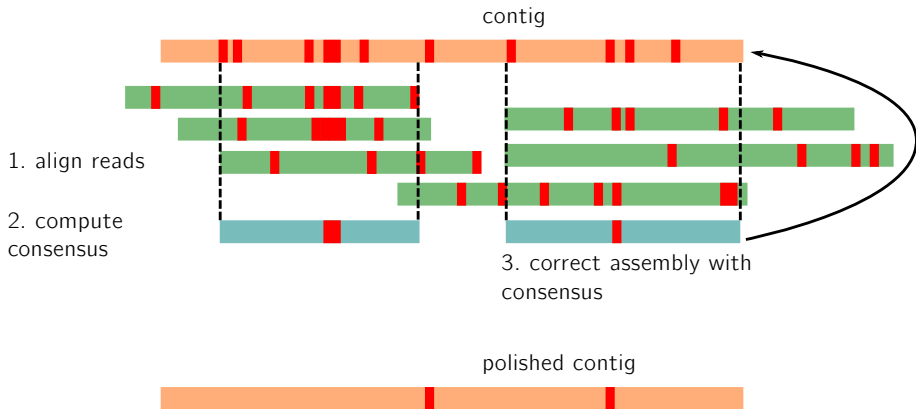 contig
1. align reads
2. compute
consensus
3. correct assembly with
consensus
polished contig